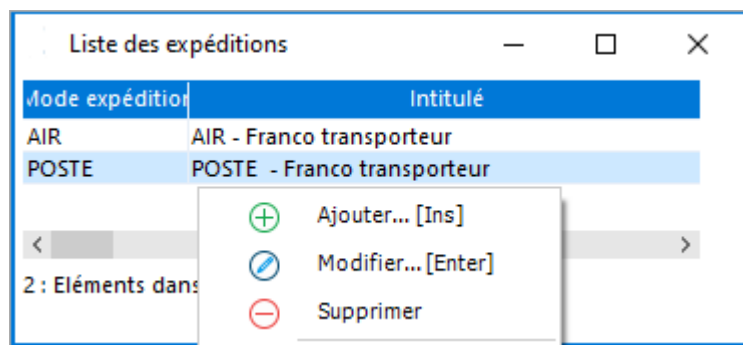 Liste des expéditions
Mode expédition Intitulé
AIR AIR - Franco transporteur
POSTE POSTE - Franco transporteur
Ajouter... [Ins]
Modifier... [Enter]
2 : Eléments dans
Supprimer